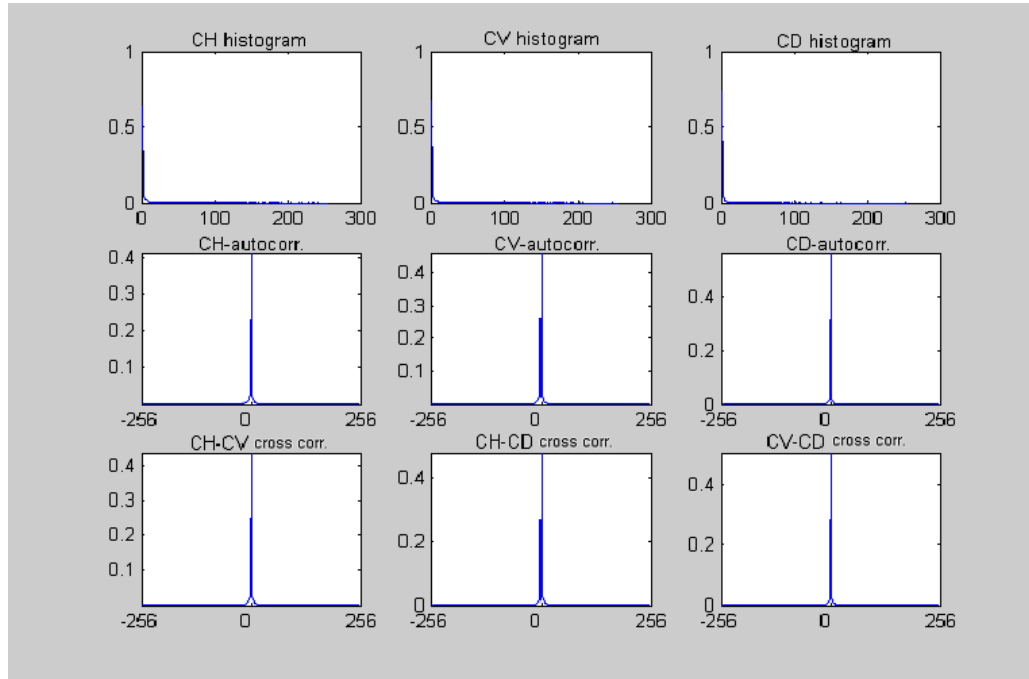 CH histogram CV histogram CD histogram
1 1 1
0.5 0.5 0.5
0 0 0
0 100 200 300 0 100 200 300 0 100 200 300
CH-autocorr. CV-autocorr. CD-autocorr.
0.4 0.4
0.3 0.3 0.4
0.2 0.2 0.2
0.1 0.1
0
-256 0 256 -256 0 256 -256 0 256
CH-CV cross corr. CH-CD cross corr. CV-CD cross corr.
0.4 0.4 0.4
0.3
0.2 0.2 0.2
0.1
0 0
-256 0 256 -256 0 256 -256 0 256